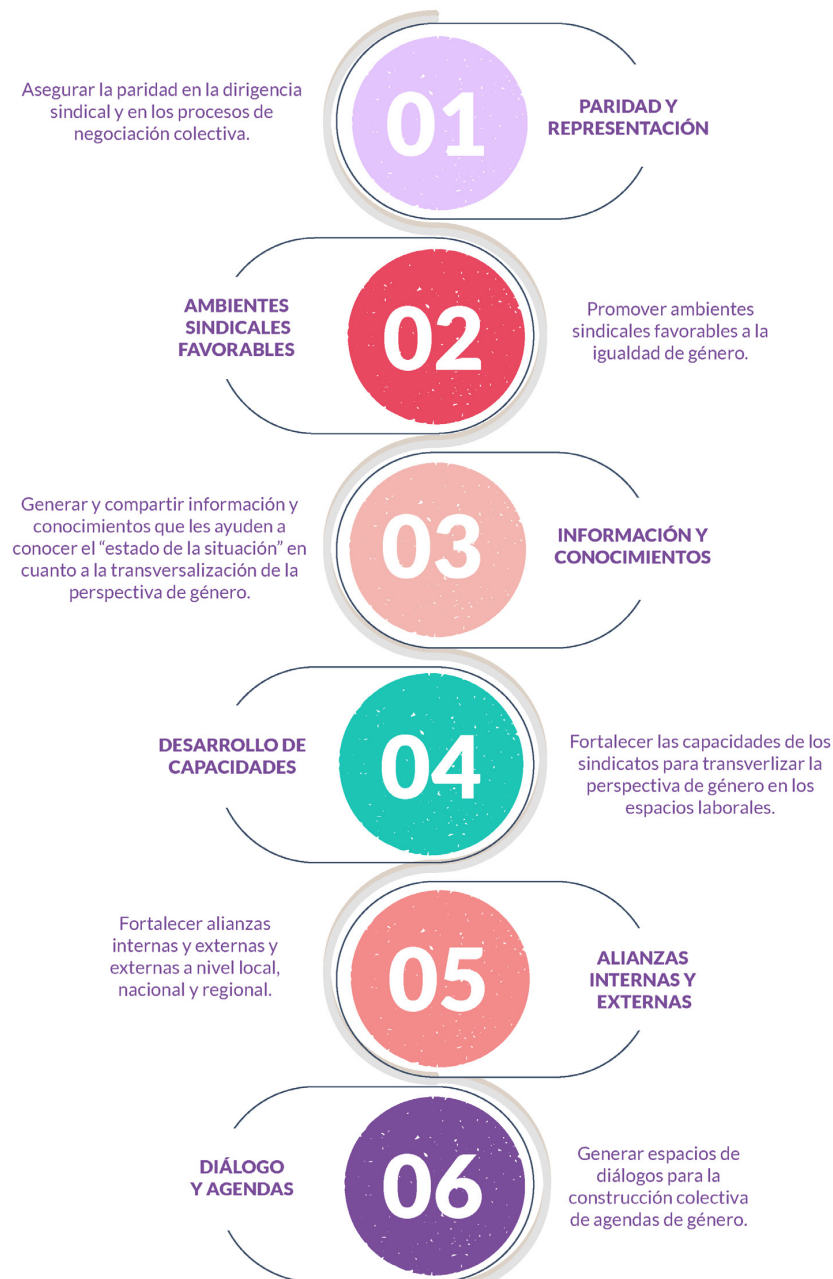 01
PARIDAD Y
REPRESENTACIÓN
Asegurar la paridad en la dirigencia
sindical y en los procesos de
negociación colectiva.
02
AMBIENTES
SINDICALES
FAVORABLES
Promover ambientes
sindicales favorables a la
igualdad de género.
03
INFORMACIÓN Y
CONOCIMIENTOS
Generar y compartir información y
conocimientos que les ayuden a
conocer el “estado de la situación” en
cuanto a la transversalización de la
perspectiva de género.
04
DESARROLLO DE
CAPACIDADES
Fortalecer las capacidades de los
sindicatos para transverlizar la
perspectiva de género en los
espacios laborales.
05
ALIANZAS
INTERNAS Y
EXTERNAS
Fortalecer alianzas
internas y externas y
externas a nivel local,
nacional y regional.
06
DIÁLOGO
Y AGENDAS
Generar espacios de
diálogos para la
construcción colectiva
de agendas de género.